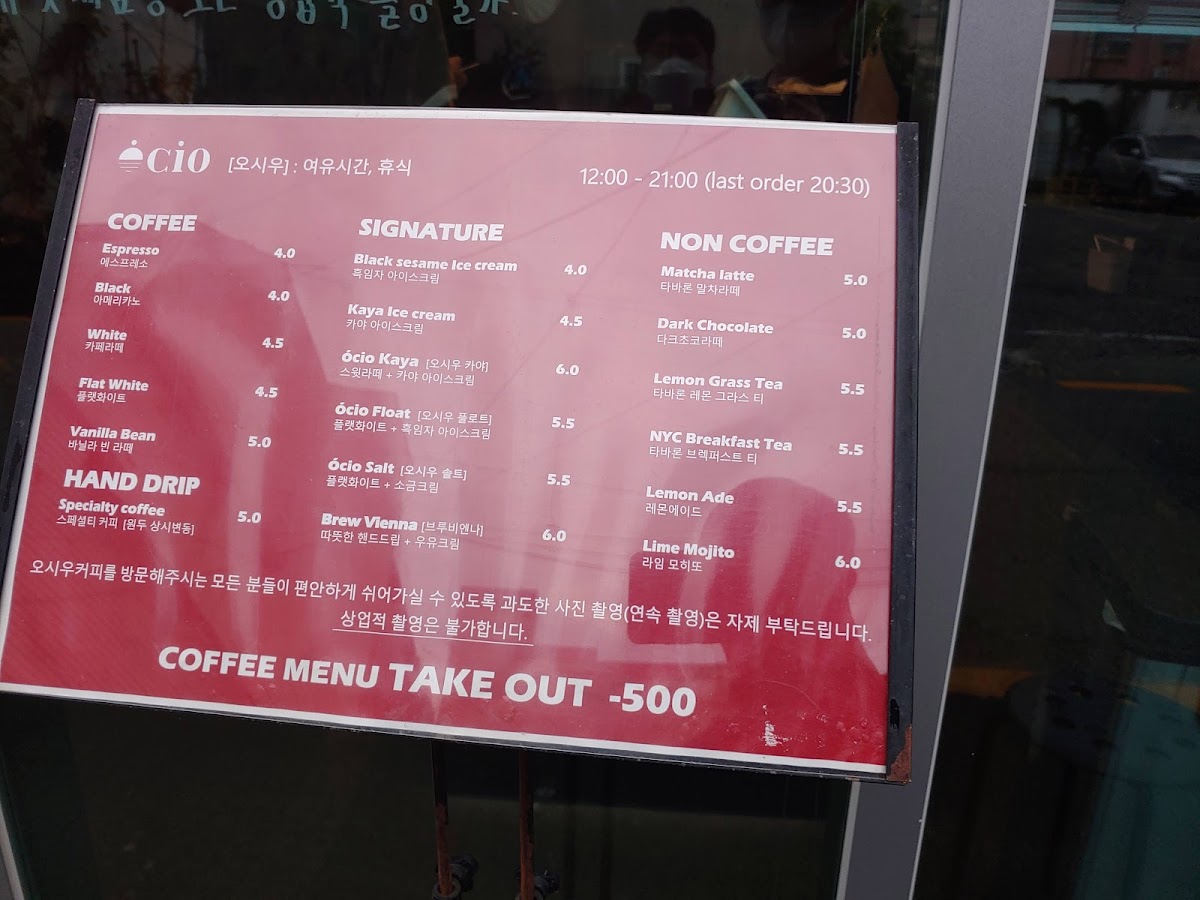 ócio [오시우] : 여유시간, 휴식
12:00 - 21:00 (last order 20:30)
COFFEE
Espresso 4.0
에스프레소
Black 4.0
아메리카노
White 4.5
카페라떼
Flat White 4.5
플랫화이트
Vanilla Bean 5.0
바닐라 빈 라떼
HAND DRIP
Specialty coffee 5.0
스페셜티 커피 [원두 상시변동]
SIGNATURE
Black sesame Ice cream 4.0
흑임자 아이스크림
Kaya Ice cream 4.5
카야 아이스크림
ócio Kaya [오시우 카야] 6.0
스윗라떼 + 카야 아이스크림
ócio Float [오시우 플로트] 5.5
플랫화이트 + 흑임자 아이스크림
ócio Salt [오시우 솔트] 5.5
플랫화이트 + 소금크림
Brew Vienna [브루비엔나] 6.0
따뜻한 핸드드립 + 우유크림
NON COFFEE
Matcha latte 5.0
타바론 말차라떼
Dark Chocolate 5.0
다크초코라떼
Lemon Grass Tea 5.5
타바론 레몬 그라스 티
NYC Breakfast Tea 5.5
타바론 브렉퍼스트 티
Lemon Ade 5.5
레몬에이드
Lime Mojito 6.0
라임 모히또
오시우커피를 방문해주시는 모든 분들이 편안하게 쉬어가실 수 있도록 과도한 사진 촬영(연속 촬영)은 자제 부탁드립니다.
상업적 촬영은 불가합니다.
COFFEE MENU TAKE OUT -500